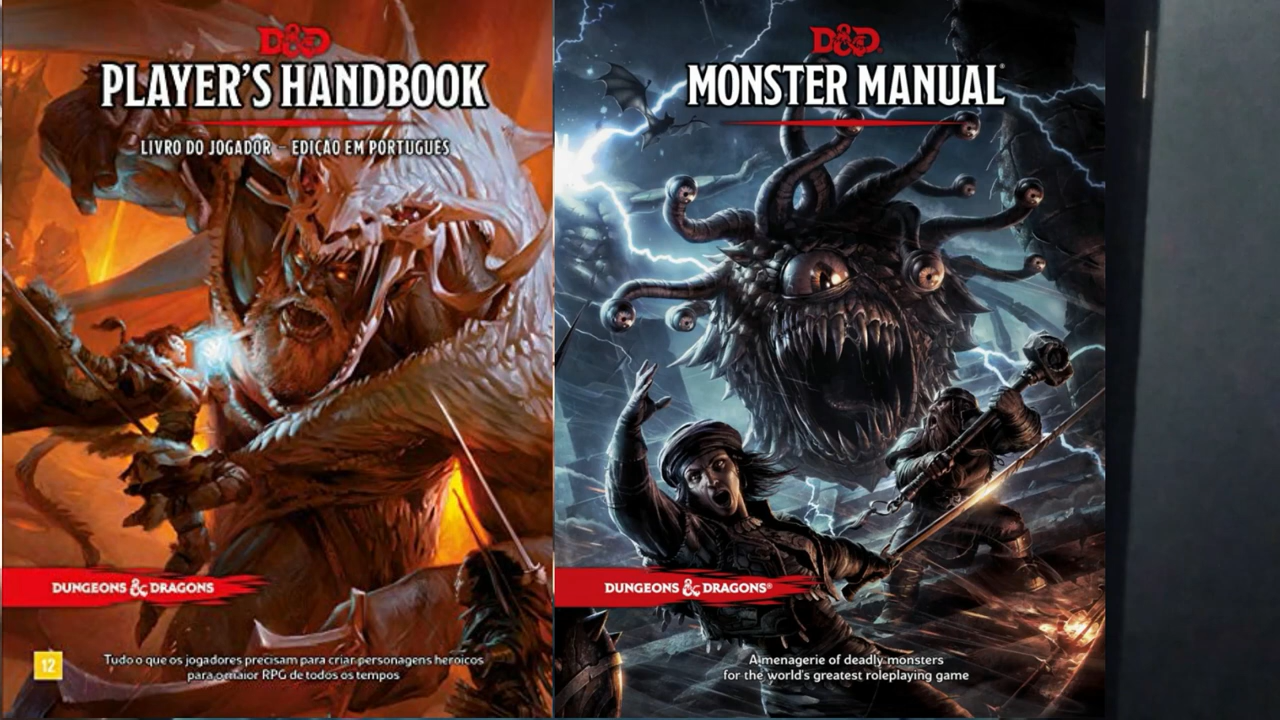 D&D
PLAYER'S HANDBOOK
LIVRO DO JOGADOR – EDIÇÃO EM PORTUGUÊS
DUNGEONS & DRAGONS
12
Tudo o que os jogadores precisam para criar personagens heroicos
para o maior RPG de todos os tempos
D&D
MONSTER MANUAL®
DUNGEONS & DRAGONS®
A menagerie of deadly monsters
for the world's greatest roleplaying game